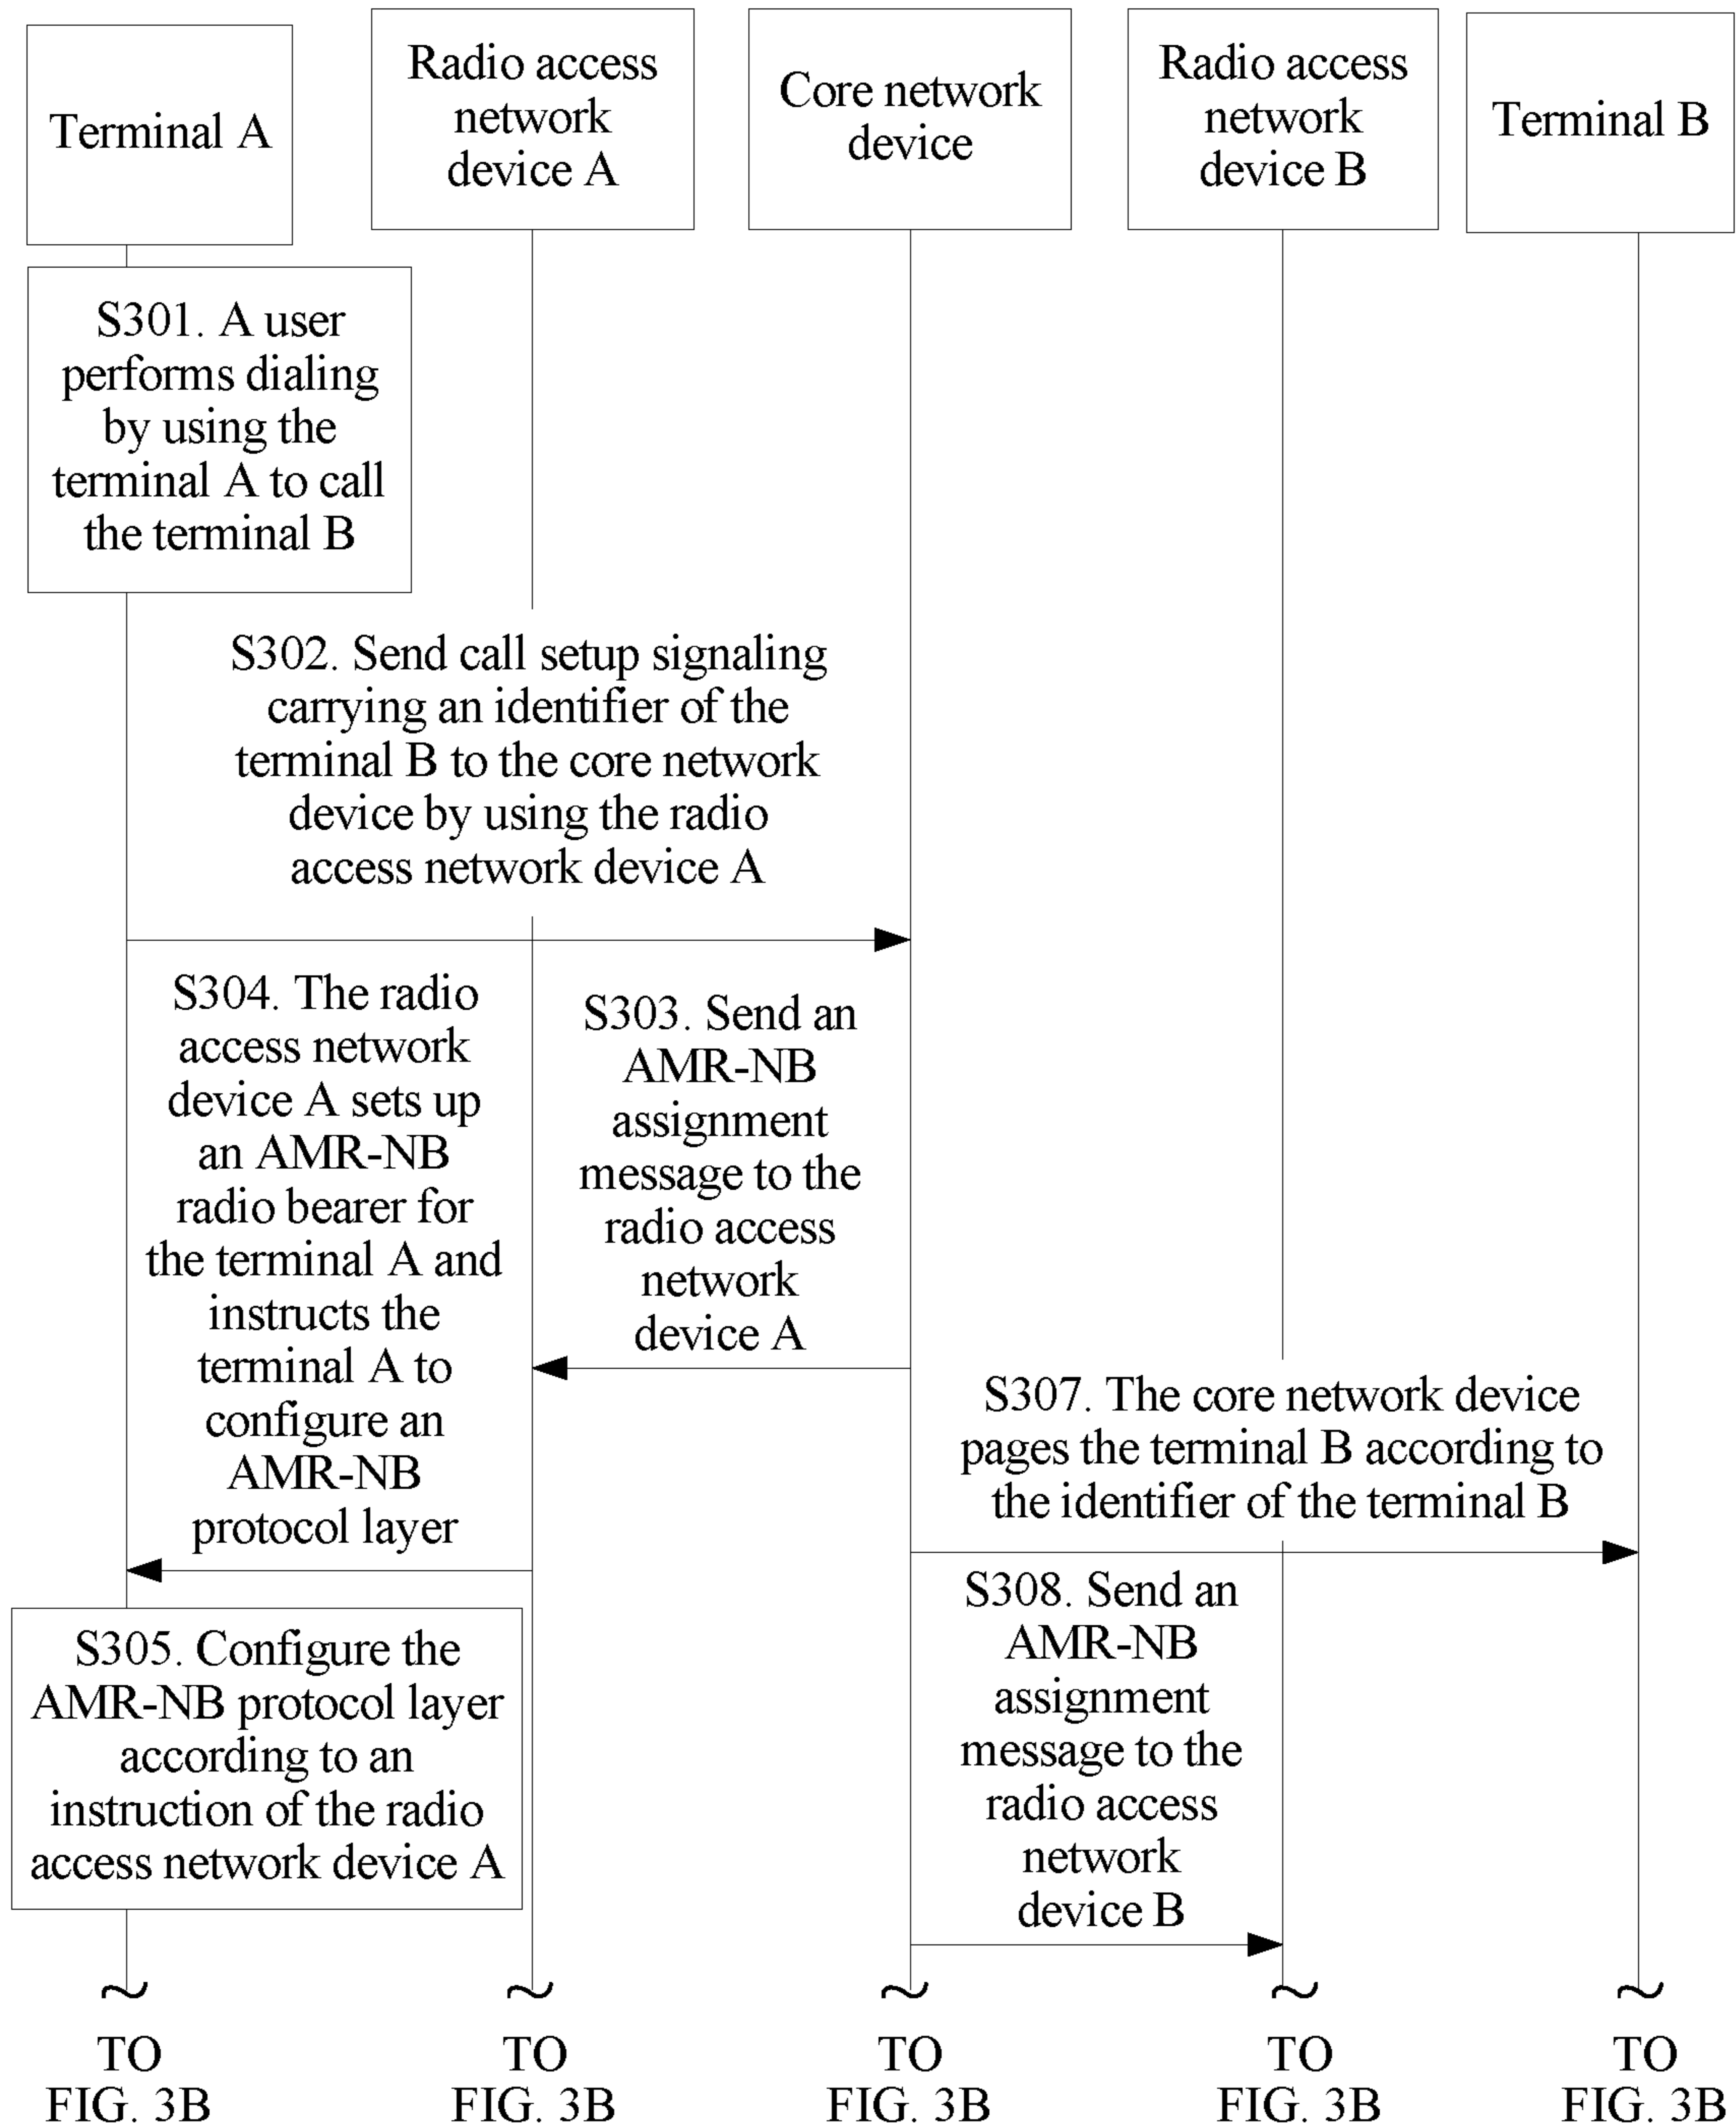 Terminal A
Radio access
network
device A
Core network
device
Radio access
network
device B
Terminal B
S301. A user
performs dialing
by using the
terminal A to call
the terminal B
S302. Send call setup signaling
carrying an identifier of the
terminal B to the core network
device by using the radio
access network device A
S304. The radio
access network
device A sets up
an AMR-NB
radio bearer for
the terminal A and
instructs the
terminal A to
configure an
AMR-NB
protocol layer
S303. Send an
AMR-NB
assignment
message to the
radio access
network
device A
S307. The core network device
pages the terminal B according to
the identifier of the terminal B
S308. Send an
AMR-NB
assignment
message to the
radio access
network
device B
S305. Configure the
AMR-NB protocol layer
according to an
instruction of the radio
access network device A
TO
FIG. 3B
TO
FIG. 3B
TO
FIG. 3B
TO
FIG. 3B
TO
FIG. 3B